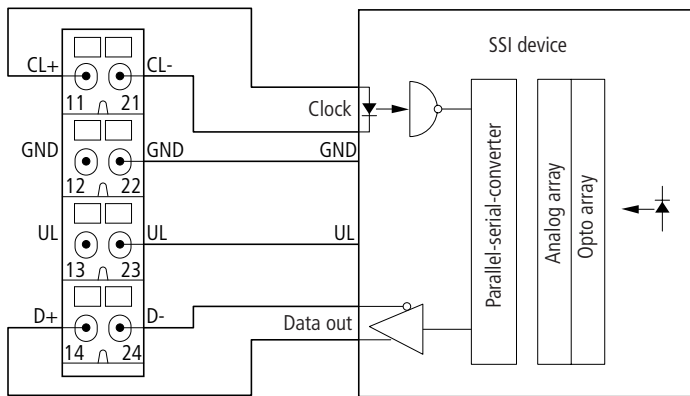 SSI device
CL+ CL-
11 21
Clock
GND GND GND
12 22
UL UL UL
13 23
D+ D-
14 24
Data out
Parallel-serial-converter
Analog array
Opto array